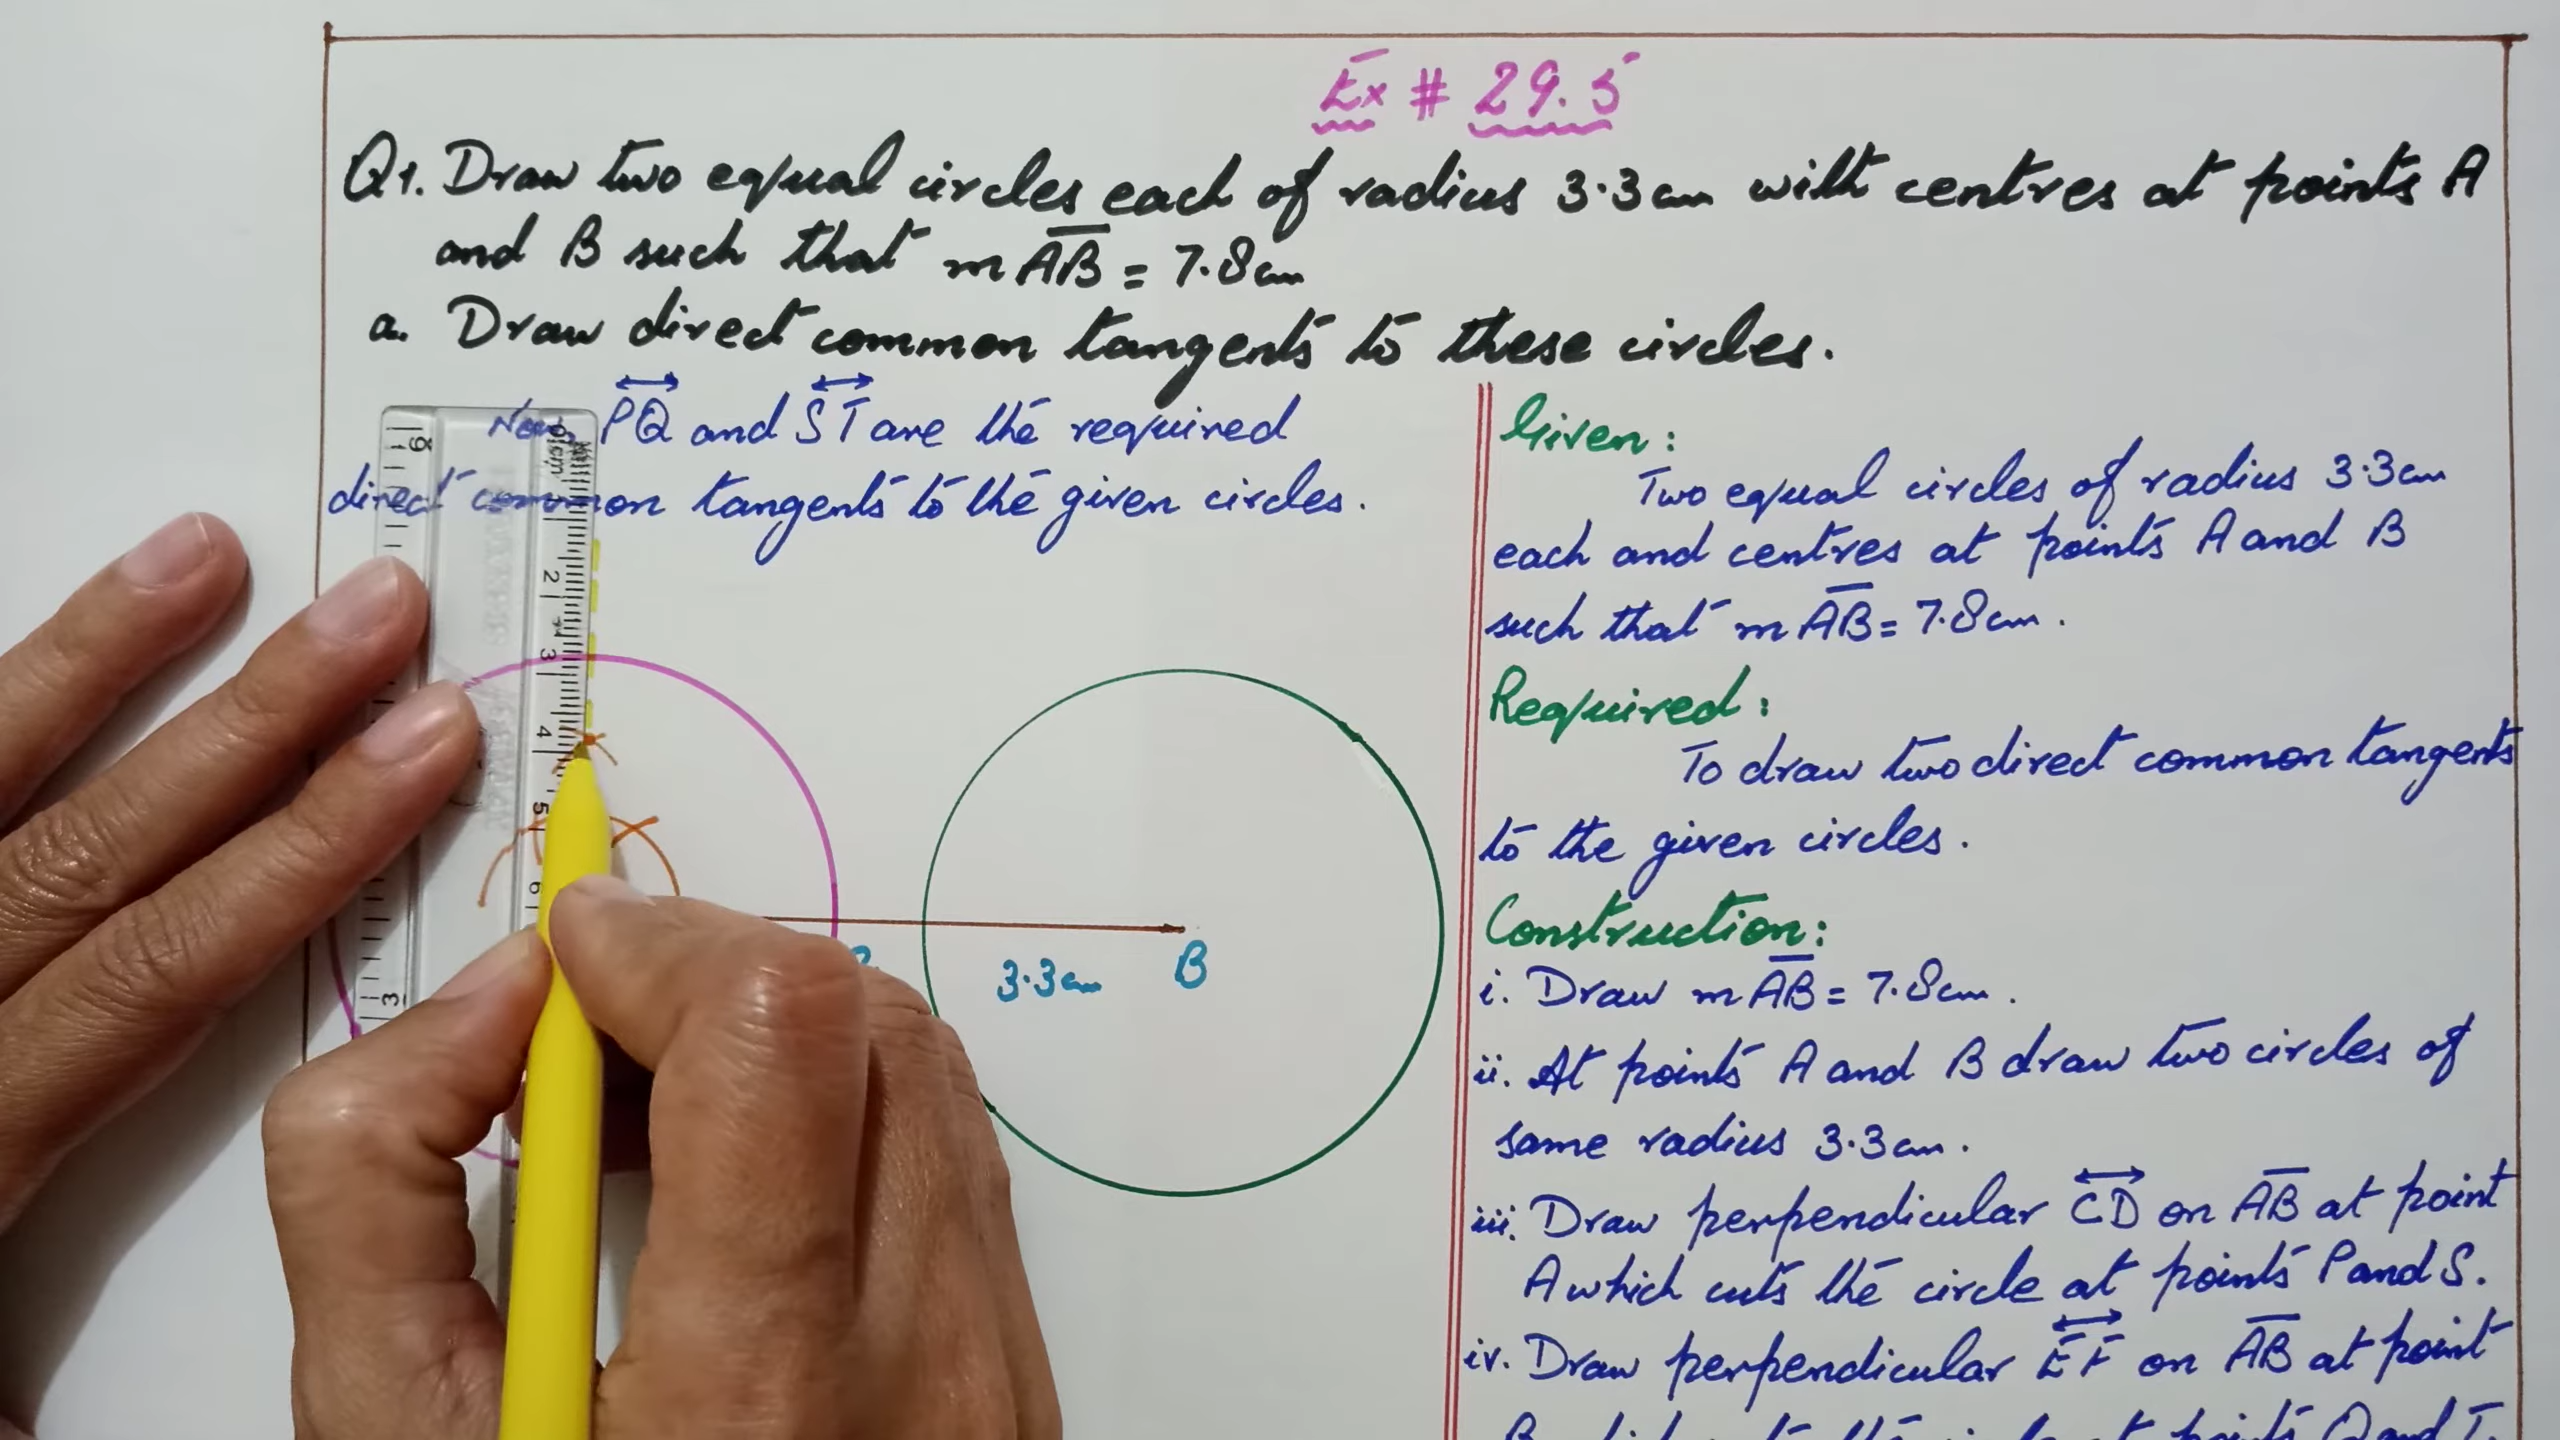 Ex # 29.5
Q1. Draw two equal circles each of radius 3.3cm with centres at points A
and B such that mAB = 7.8cm
a. Draw direct common tangents to these circles.
Now PQ and ST are the required
direct common tangents to the given circles.
3.3cm
B
Given:
Two equal circles of radius 3.3cm
each and centres at points A and B
such that mAB = 7.8cm.
Required:
To draw two direct common tangents
to the given circles.
Construction:
i. Draw mAB = 7.8cm.
ii. At points A and B draw two circles of
same radius 3.3cm.
iii. Draw perpendicular CD on AB at point
A which cuts the circle at points P and S.
iv. Draw perpendicular EF on AB at point
2
3
4
5
6